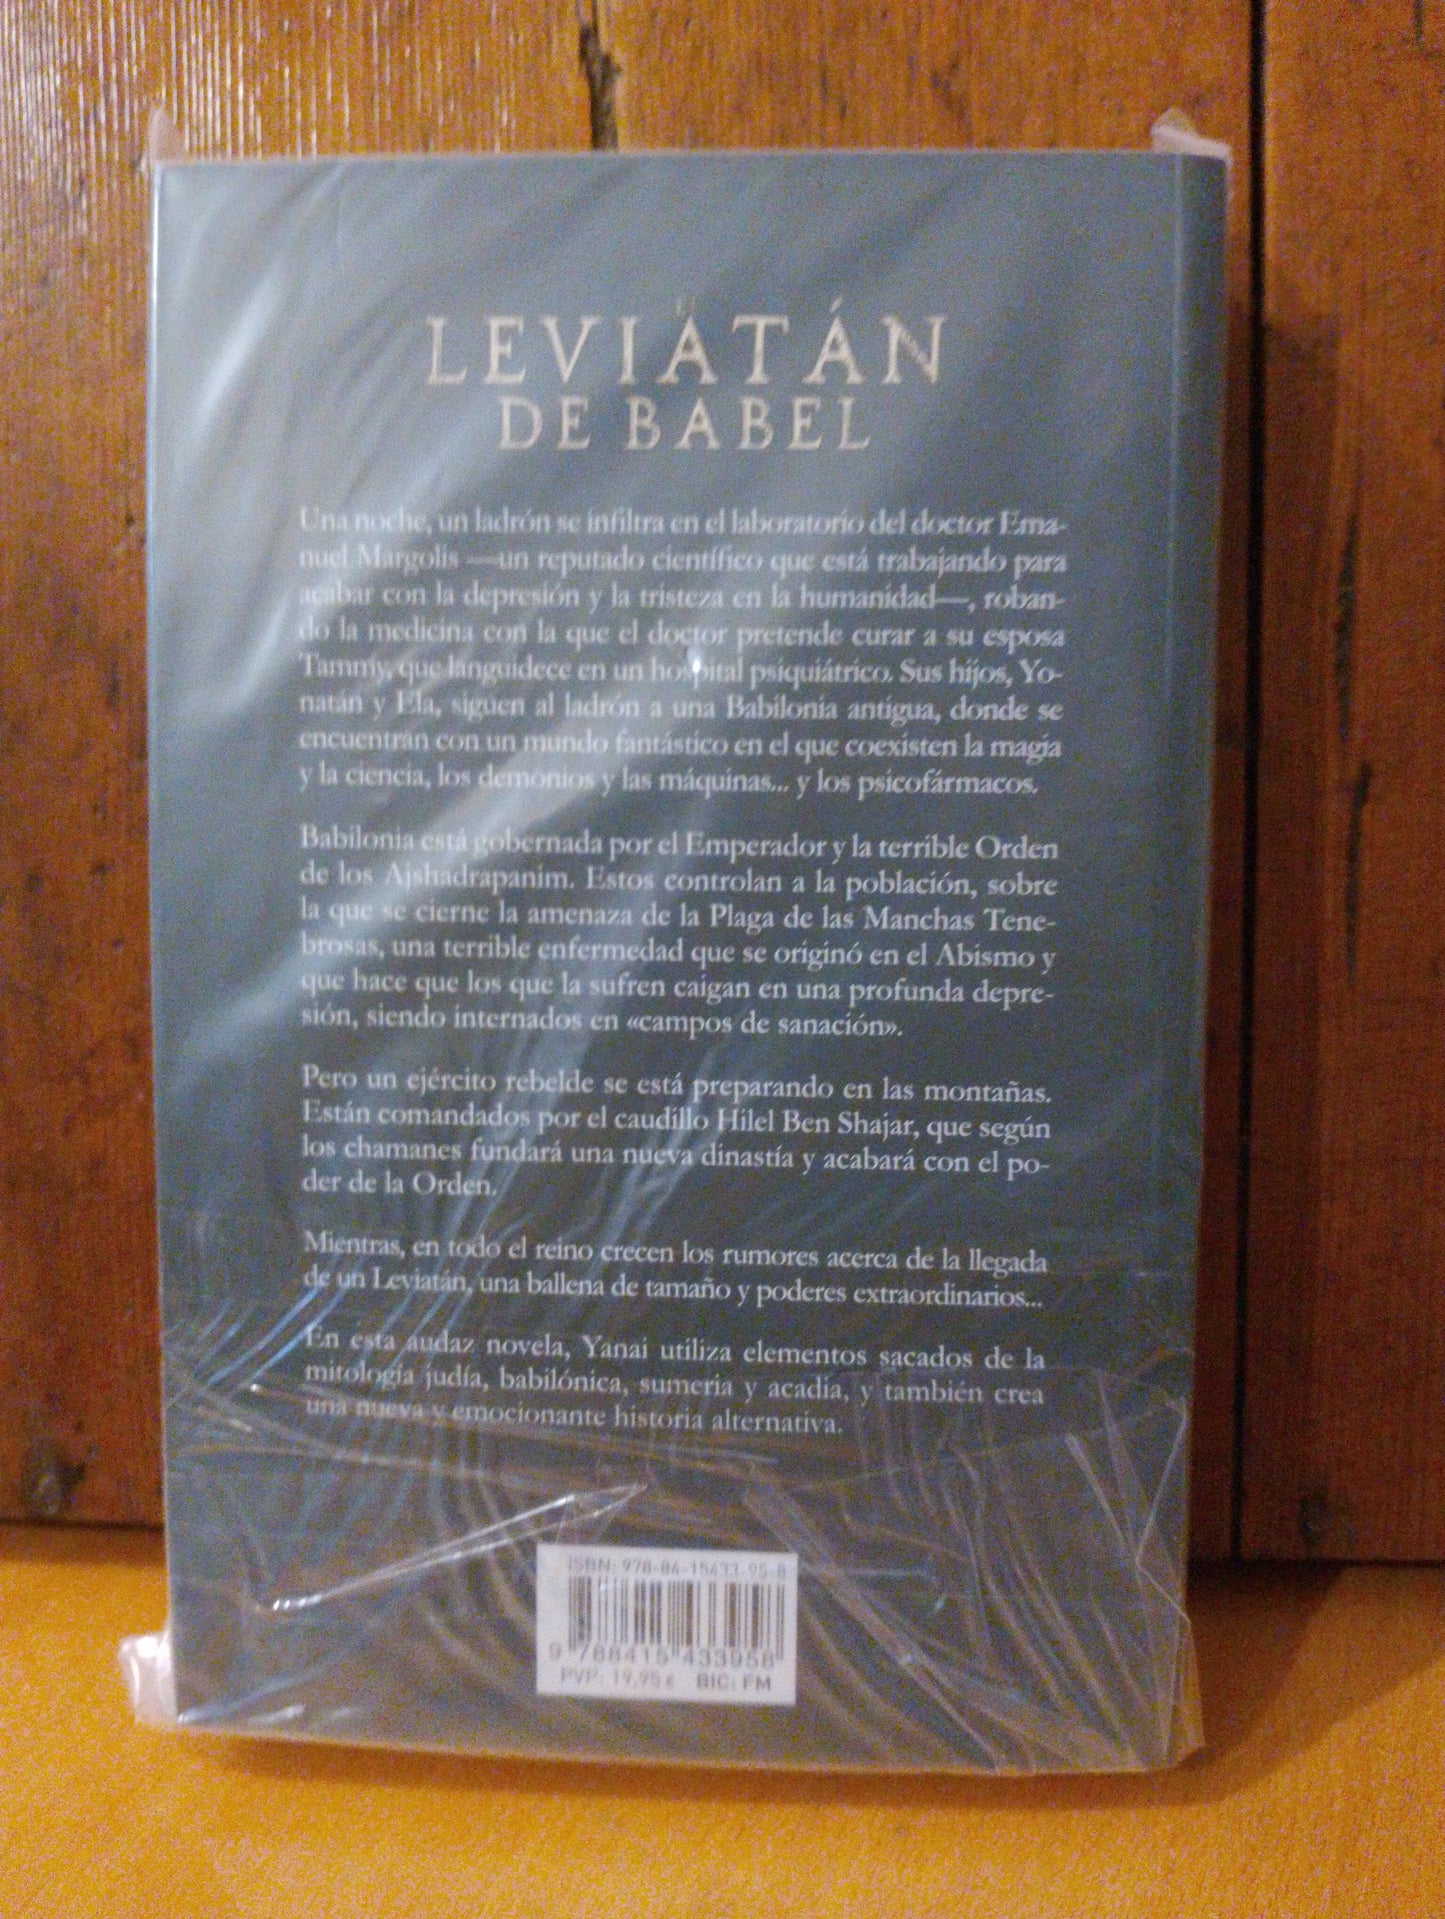 EL
LEVIATÁN
DE BABEL
Una noche, un ladrón se infiltra en el laboratorio del doctor Ema-
nuel Margolis —un reputado científico que está trabajando para
acabar con la depresión y la tristeza en la humanidad—, roban-
do la medicina con la que el doctor pretende curar a su esposa
Tammy, que languidece en un hospital psiquiátrico. Sus hijos, Yo-
natán y Ela, siguen al ladrón a una Babilonia antigua, donde se
encuentran con un mundo fantástico en el que coexisten la magia
y la ciencia, los demonios y las máquinas... y los psicofármacos.
Babilonia está gobernada por el Emperador y la terrible Orden
de los Ajshadrapanim. Estos controlan a la población, sobre
la que se cierne la amenaza de la Plaga de las Manchas Tene-
brosas, una terrible enfermedad que se originó en el Abismo y
que hace que los que la sufren caigan en una profunda depre-
sión, siendo internados en «campos de sanación».
Pero un ejército rebelde se está preparando en las montañas.
Están comandados por el caudillo Hilel Ben Shajar, que según
los chamanes fundará una nueva dinastía y acabará con el po-
der de la Orden.
Mientras, en todo el reino crecen los rumores acerca de la llegada
de un Leviatán, una ballena de tamaño y poderes extraordinarios...
En esta audaz novela, Yanai utiliza elementos sacados de la
mitología judía, babilónica, sumeria y acadia, y también crea
una nueva y emocionante historia alternativa.
ISBN: 978-84-15433-95-8
9 788415 433958
PVP: 19,95 € BIC: FM